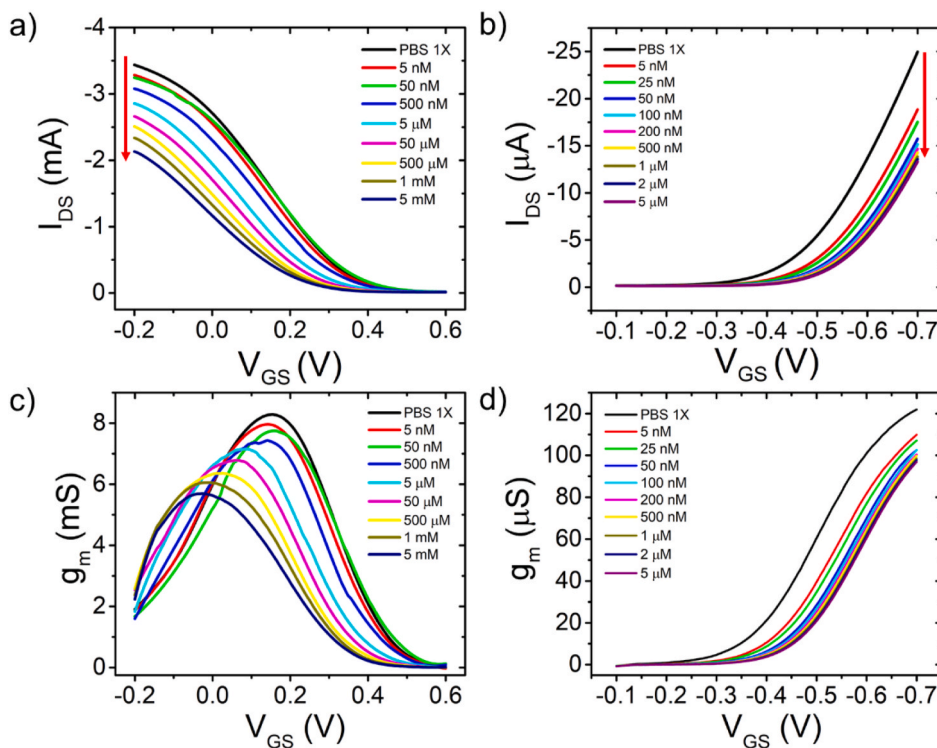 a)
I_DS (mA)
-4
-3
-2
-1
0
-0.2 0.0 0.2 0.4 0.6
V_GS (V)
PBS 1X
5 nM
50 nM
500 nM
5 μM
50 μM
500 μM
1 mM
5 mM
b)
I_DS (μA)
-25
-20
-15
-10
-5
0
-0.1 -0.2 -0.3 -0.4 -0.5 -0.6 -0.7
V_GS (V)
PBS 1X
5 nM
25 nM
50 nM
100 nM
200 nM
500 nM
1 μM
2 μM
5 μM
c)
g_m (mS)
8
6
4
2
0
-0.2 0.0 0.2 0.4 0.6
V_GS (V)
PBS 1X
5 nM
50 nM
500 nM
5 μM
50 μM
500 μM
1 mM
5 mM
d)
g_m (μS)
120
100
80
60
40
20
0
-0.1 -0.2 -0.3 -0.4 -0.5 -0.6 -0.7
V_GS (V)
PBS 1X
5 nM
25 nM
50 nM
100 nM
200 nM
500 nM
1 μM
2 μM
5 μM